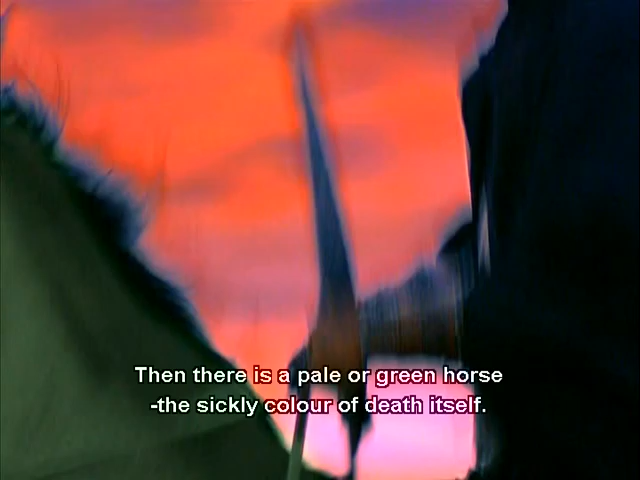 Then there is a pale or green horse
-the sickly colour of death itself.